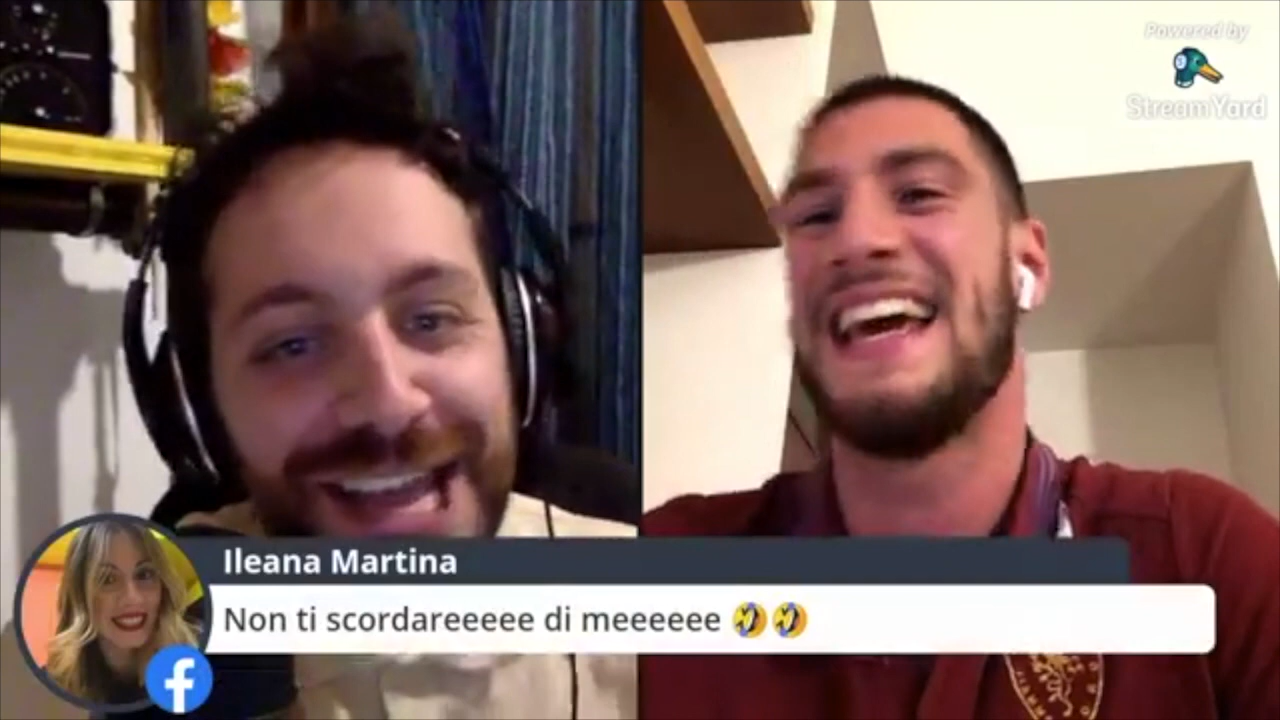 Powered by
StreamYard
Ileana Martina
Non ti scordareeeee di meeeeee 🤣🤣